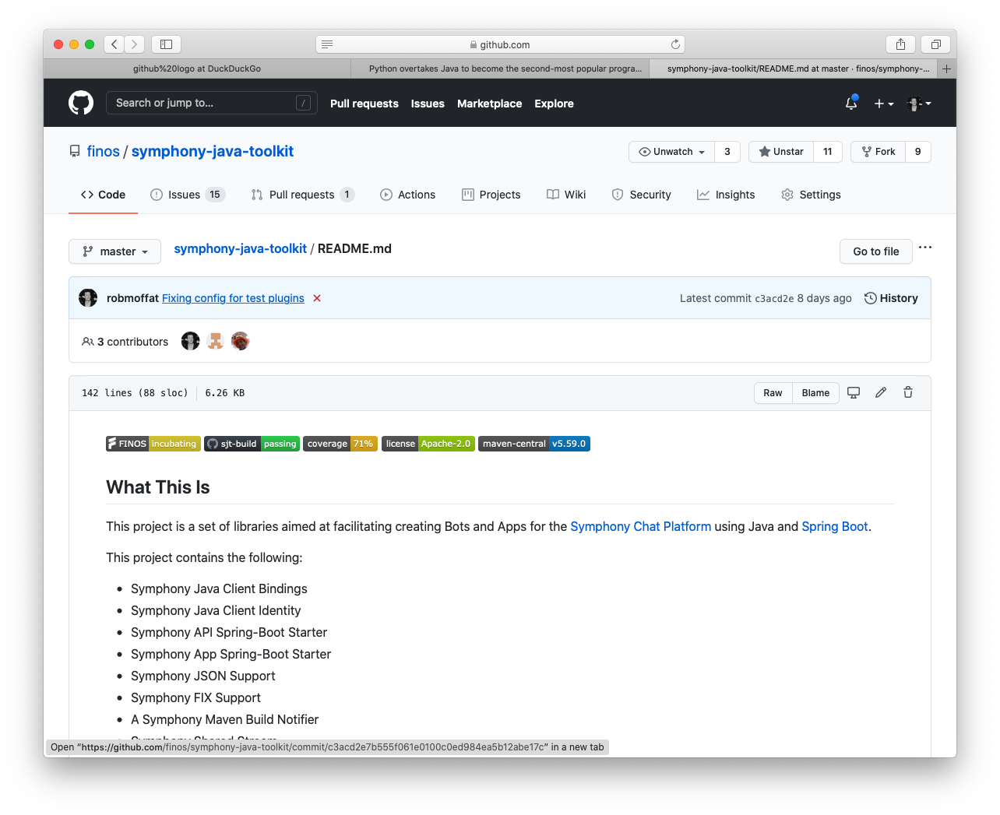 github.com
github%20logo at DuckDuckGo
Python overtakes Java to become the second-most popular progra...
symphony-java-toolkit/README.md at master · finos/symphony-...
Search or jump to... /
Pull requests Issues Marketplace Explore
finos / symphony-java-toolkit
Unwatch 3 Unstar 11 Fork 9
Code Issues 15 Pull requests 1 Actions Projects Wiki Security Insights Settings
master symphony-java-toolkit / README.md Go to file
robmoffat Fixing config for test plugins Latest commit c3acd2e 8 days ago History
3 contributors
142 lines (88 sloc) 6.26 KB Raw Blame
FINOS incubating sjt-build passing coverage 71% license Apache-2.0 maven-central v5.59.0
What This Is
This project is a set of libraries aimed at facilitating creating Bots and Apps for the Symphony Chat Platform using Java and Spring Boot.
This project contains the following:
• Symphony Java Client Bindings
• Symphony Java Client Identity
• Symphony API Spring-Boot Starter
• Symphony App Spring-Boot Starter
• Symphony JSON Support
• Symphony FIX Support
• A Symphony Maven Build Notifier
• Symphony Shared Stream
Open “https://github.com/finos/symphony-java-toolkit/commit/c3acd2e7b555f061e0100c0ed984ea5b12abe17c” in a new tab